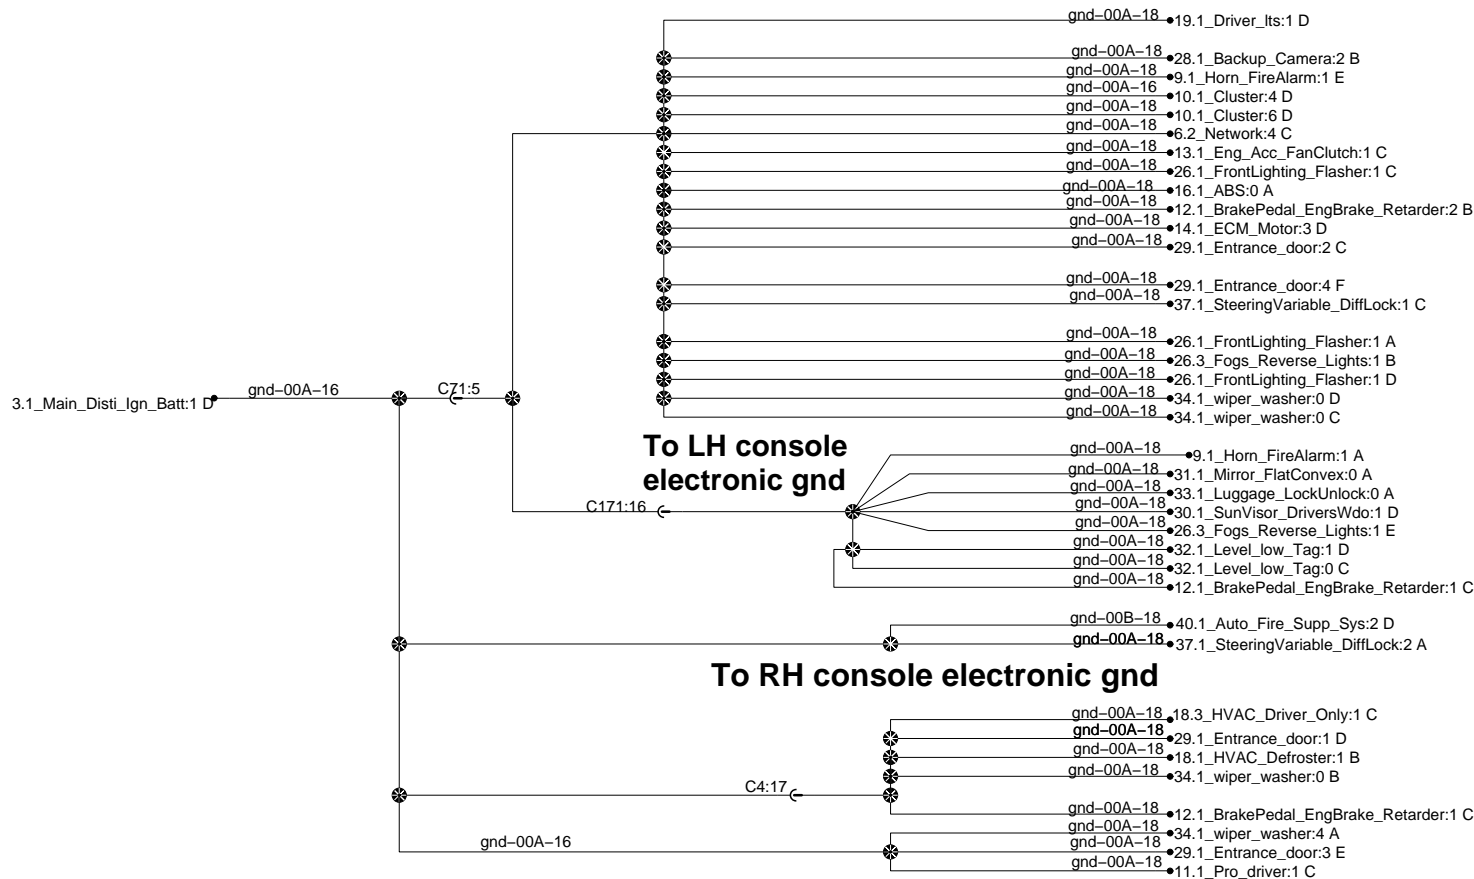 gnd–00A–18 19.1_Driver_lts:1 D
gnd–00A–18 28.1_Backup_Camera:2 B
gnd–00A–18 9.1_Horn_FireAlarm:1 E
gnd–00A–16 10.1_Cluster:4 D
gnd–00A–18 10.1_Cluster:6 D
gnd–00A–18 6.2_Network:4 C
gnd–00A–18 13.1_Eng_Acc_FanClutch:1 C
gnd–00A–18 26.1_FrontLighting_Flasher:1 C
gnd–00A–18 16.1_ABS:0 A
gnd–00A–18 12.1_BrakePedal_EngBrake_Retarder:2 B
gnd–00A–18 14.1_ECM_Motor:3 D
gnd–00A–18 29.1_Entrance_door:2 C
gnd–00A–18 29.1_Entrance_door:4 F
gnd–00A–18 37.1_SteeringVariable_DiffLock:1 C
gnd–00A–18 26.1_FrontLighting_Flasher:1 A
gnd–00A–18 26.3_Fogs_Reverse_Lights:1 B
gnd–00A–18 26.1_FrontLighting_Flasher:1 D
3.1_Main_Disti_Ign_Batt:1 D gnd–00A–16 C71:5 gnd–00A–18 34.1_wiper_washer:0 D
gnd–00A–18 34.1_wiper_washer:0 C
To LH console
electronic gnd
gnd–00A–18 9.1_Horn_FireAlarm:1 A
gnd–00A–18 31.1_Mirror_FlatConvex:0 A
gnd–00A–18 33.1_Luggage_LockUnlock:0 A
C171:16 gnd–00A–18 30.1_SunVisor_DriversWdo:1 D
gnd–00A–18 26.3_Fogs_Reverse_Lights:1 E
gnd–00A–18 32.1_Level_low_Tag:1 D
gnd–00A–18 32.1_Level_low_Tag:0 C
gnd–00A–18 12.1_BrakePedal_EngBrake_Retarder:1 C
gnd–00B–18 40.1_Auto_Fire_Supp_Sys:2 D
gnd–00A–18 37.1_SteeringVariable_DiffLock:2 A
To RH console electronic gnd
gnd–00A–18 18.3_HVAC_Driver_Only:1 C
gnd–00A–18 29.1_Entrance_door:1 D
gnd–00A–18 18.1_HVAC_Defroster:1 B
gnd–00A–18 34.1_wiper_washer:0 B
C4:17
gnd–00A–18 12.1_BrakePedal_EngBrake_Retarder:1 C
gnd–00A–18 34.1_wiper_washer:4 A
gnd–00A–16 gnd–00A–18 29.1_Entrance_door:3 E
gnd–00A–18 11.1_Pro_driver:1 C